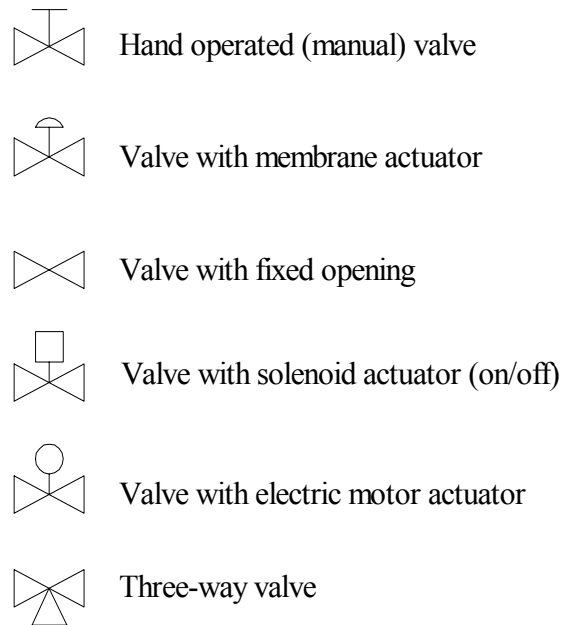 Hand operated (manual) valve
Valve with membrane actuator
Valve with fixed opening
Valve with solenoid actuator (on/off)
Valve with electric motor actuator
Three-way valve